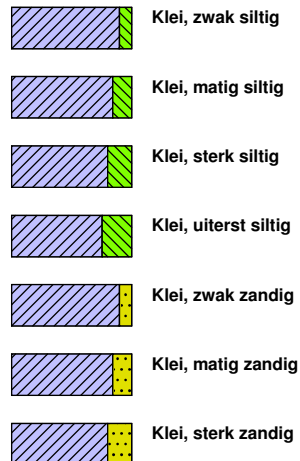 Klei, zwak siltig
Klei, matig siltig
Klei, sterk siltig
Klei, uiterst siltig
Klei, zwak zandig
Klei, matig zandig
Klei, sterk zandig